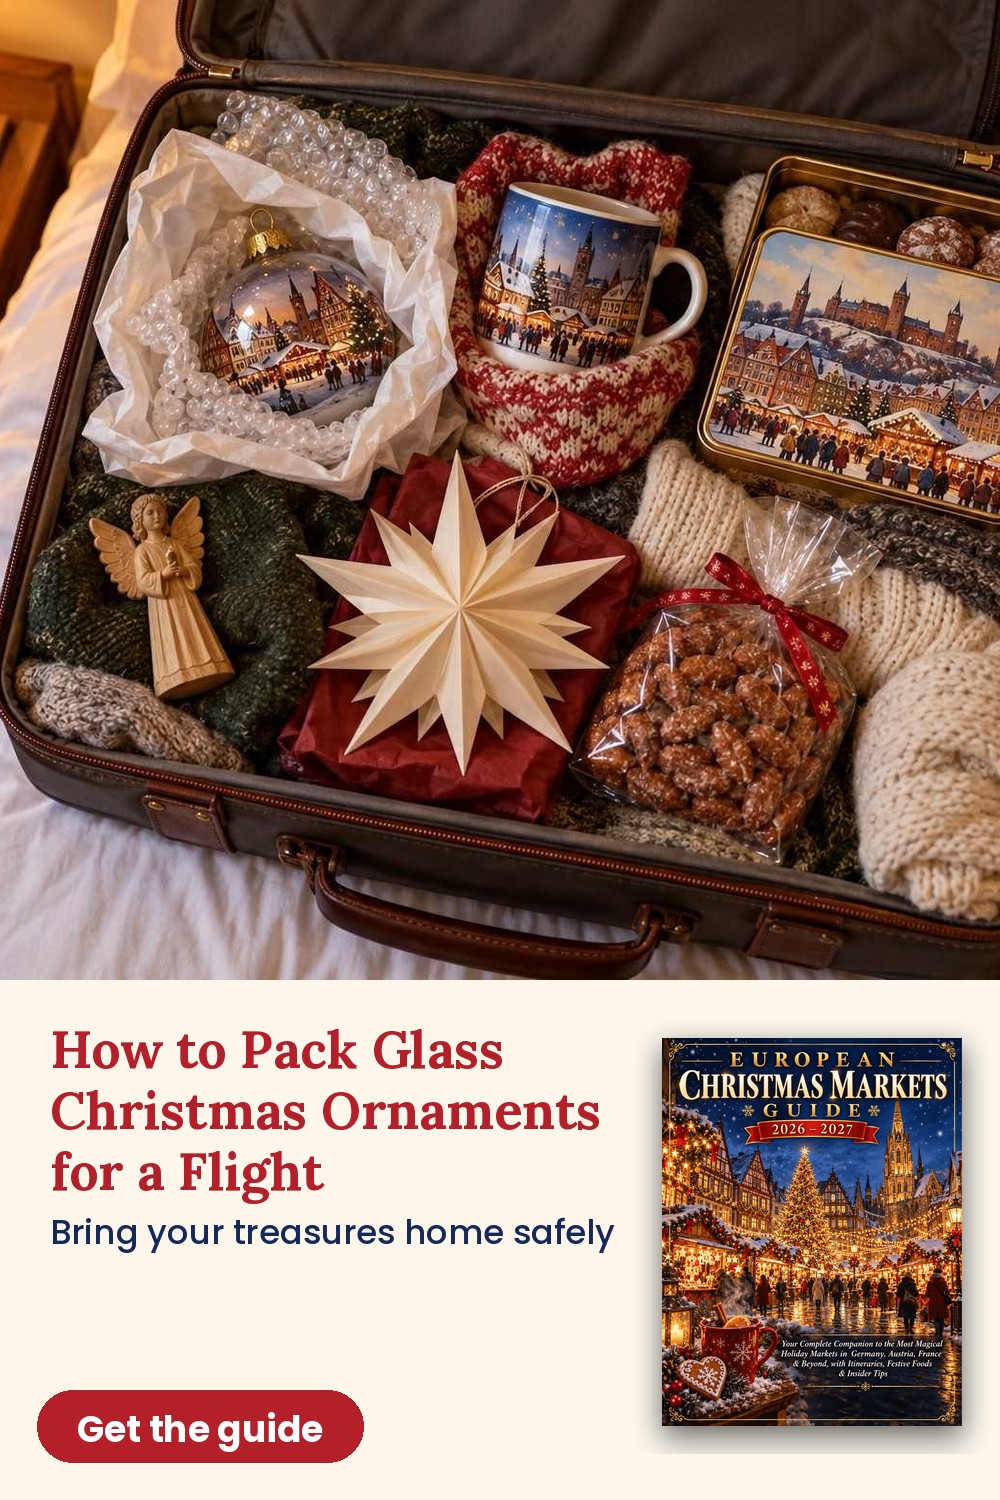 How to Pack Glass
Christmas Ornaments
for a Flight
Bring your treasures home safely
Get the guide
EUROPEAN
CHRISTMAS MARKETS
GUIDE
2026 – 2027
Your Complete Companion to the Most Magical
Holiday Markets in Germany, Austria, France
& Beyond, with Itineraries, Festive Foods
& Insider Tips